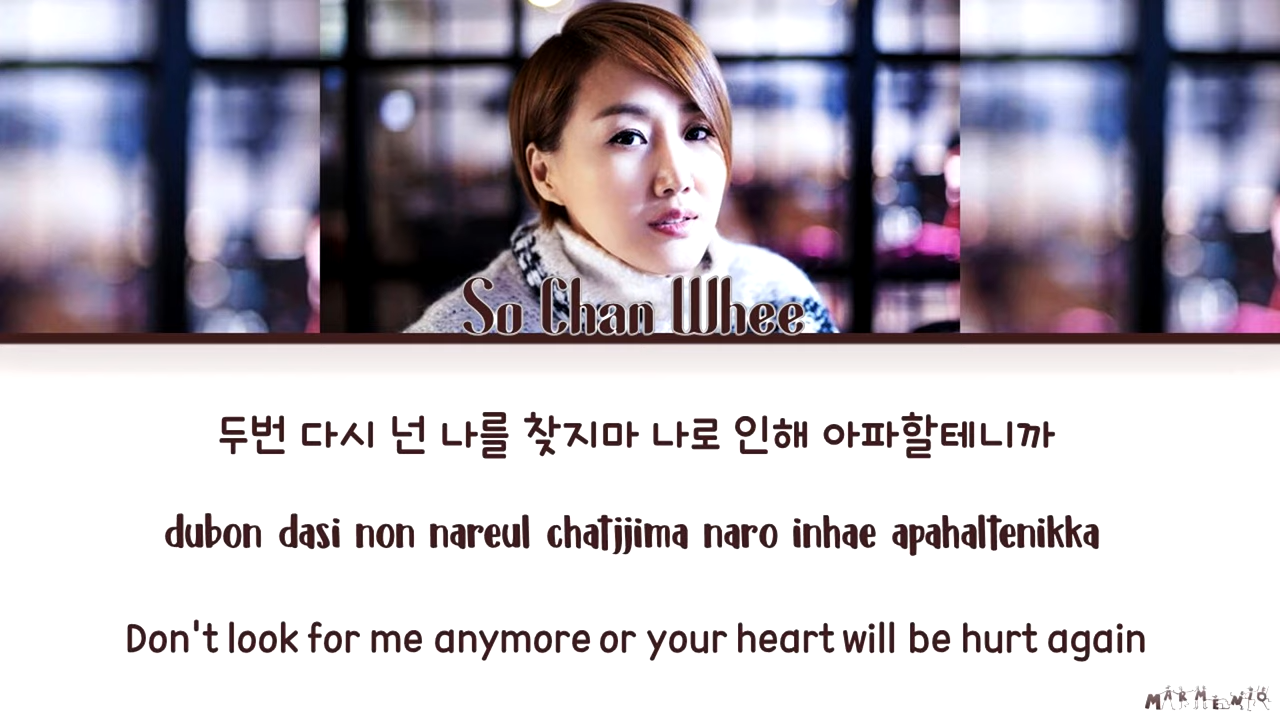 So Chan Whee
두번 다시 넌 나를 찾지마 나로 인해 아파할테니까
dubon dasi non nareul chatjjima naro inhae apahaltenikka
Don't look for me anymore or your heart will be hurt again
MARMENIO